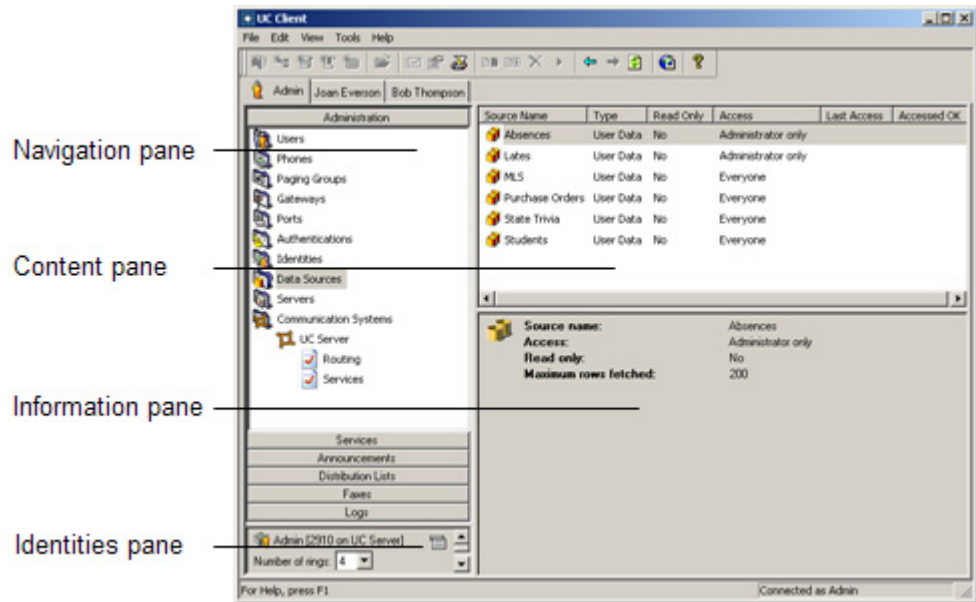 UC Client
File Edit View Tools Help
Admin Joan Everson Bob Thompson
Navigation pane
Content pane
Information pane
Identities pane
Administration
Users
Phones
Paging Groups
Gateways
Ports
Authentications
Identities
Data Sources
Servers
Communication Systems
UC Server
Routing
Services
Services
Announcements
Distribution Lists
Faxes
Logs
Admin [2910 on UC Server]
Number of rings: 4
Source Name Type Read Only Access Last Access Accessed OK
Absences User Data No Administrator only
Lates User Data No Administrator only
MLS User Data No Everyone
Purchase Orders User Data No Everyone
State Trivia User Data No Everyone
Students User Data No Everyone
Source name: Absences
Access: Administrator only
Read only: No
Maximum rows fetched: 200
For Help, press F1
Connected as Admin